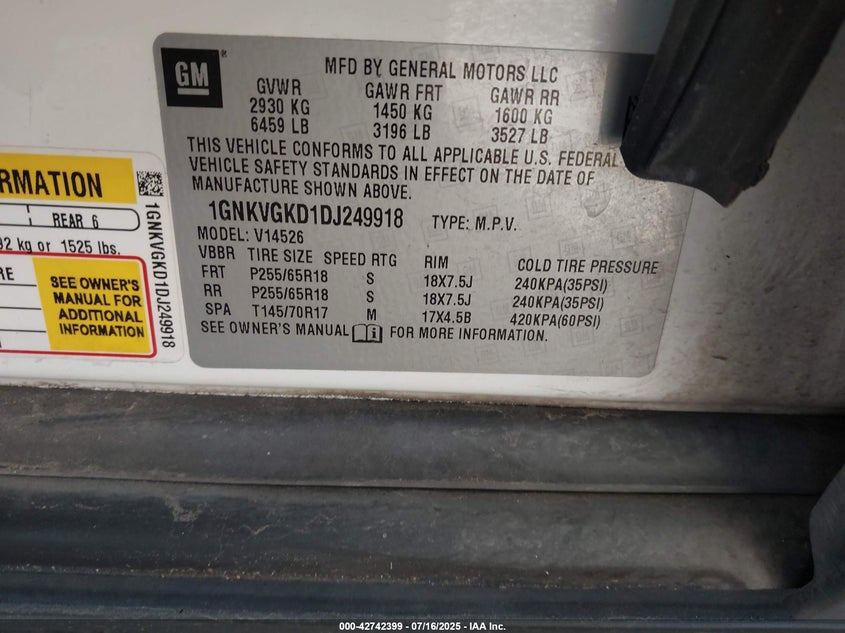 GM®
MFD BY GENERAL MOTORS LLC
GVWR GAWR FRT GAWR RR
2930 KG 1450 KG 1600 KG
6459 LB 3196 LB 3527 LB
THIS VEHICLE CONFORMS TO ALL APPLICABLE U.S. FEDERAL
VEHICLE SAFETY STANDARDS IN EFFECT ON THE DATE OF
MANUFACTURE SHOWN ABOVE.
1GNKVGKD1DJ249918 TYPE: M.P.V.
MODEL: V14526
VBBR TIRE SIZE SPEED RTG RIM COLD TIRE PRESSURE
FRT P255/65R18 S 18X7.5J 240KPA(35PSI)
RR P255/65R18 S 18X7.5J 240KPA(35PSI)
SPA T145/70R17 M 17X4.5B 420KPA(60PSI)
SEE OWNER'S MANUAL FOR MORE INFORMATION.
RMATION
REAR 6
92 kg or 1525 lbs.
RE
SEE OWNER'S
MANUAL FOR
ADDITIONAL
INFORMATION
1GNKVGKD1DJ249918
000-42742399 - 07/16/2025 - IAA Inc.